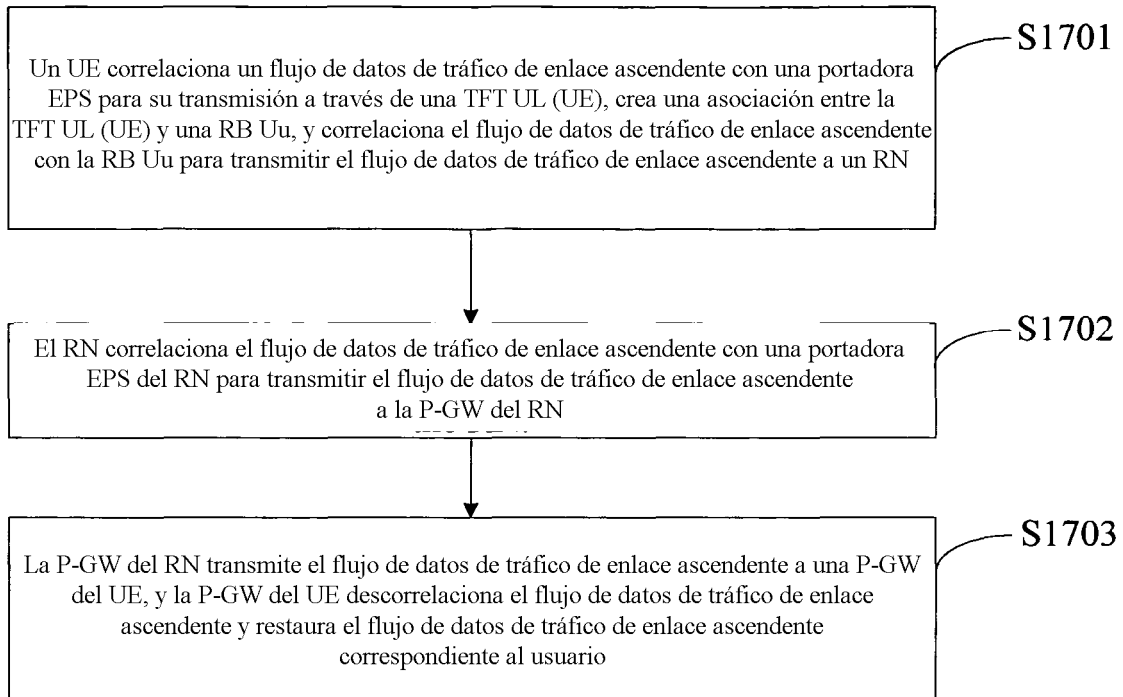 S1701
Un UE correlaciona un flujo de datos de tráfico de enlace ascendente con una portadora
EPS para su transmisión a través de una TFT UL (UE), crea una asociación entre la
TFT UL (UE) y una RB Uu, y correlaciona el flujo de datos de tráfico de enlace ascendente
con la RB Uu para transmitir el flujo de datos de tráfico de enlace ascendente a un RN
S1702
El RN correlaciona el flujo de datos de tráfico de enlace ascendente con una portadora
EPS del RN para transmitir el flujo de datos de tráfico de enlace ascendente
a la P-GW del RN
S1703
La P-GW del RN transmite el flujo de datos de tráfico de enlace ascendente a una P-GW
del UE, y la P-GW del UE descorrelaciona el flujo de datos de tráfico de enlace
ascendente y restaura el flujo de datos de tráfico de enlace ascendente
correspondiente al usuario